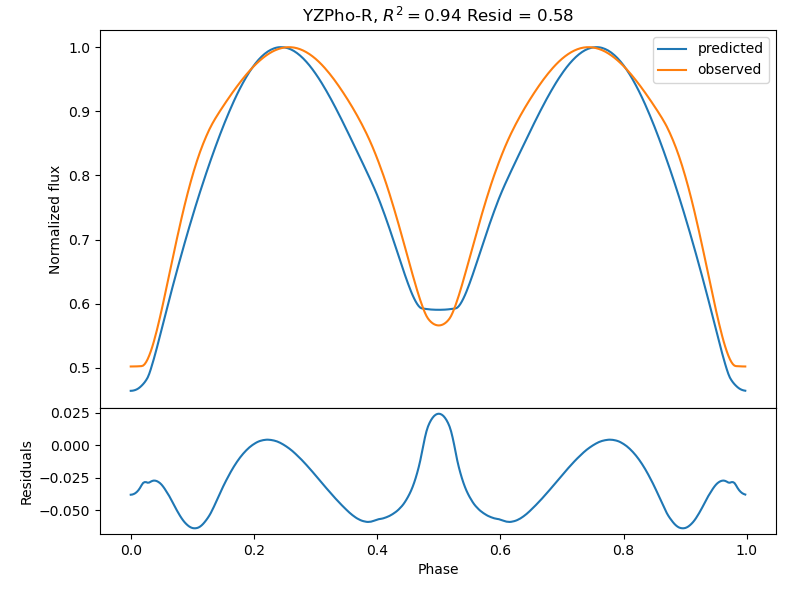 YZPho-R, $R^2 = 0.94$ Resid = 0.58
predicted
observed
Normalized flux
1.0
0.9
0.8
0.7
0.6
0.5
Residuals
0.025
0.000
−0.025
−0.050
0.0 0.2 0.4 0.6 0.8 1.0
Phase